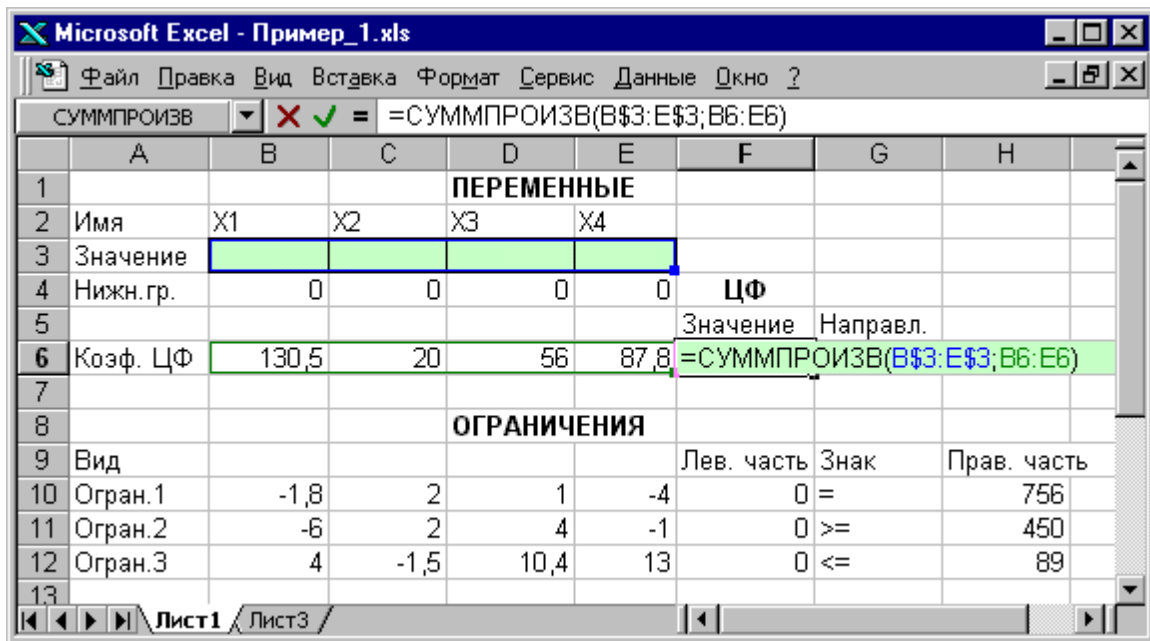 Microsoft Excel - Пример_1.xls
Файл Правка Вид Вставка Формат Сервис Данные Окно ?
СУММПРОИЗВ = =СУММПРОИЗВ(B$3:E$3;B6:E6)
A B C D E F G H
1 ПЕРЕМЕННЫЕ
2 Имя X1 X2 X3 X4
3 Значение
4 Нижн.гр. 0 0 0 0 ЦФ
5 Значение Направл.
6 Коэф. ЦФ 130,5 20 56 87,8 =СУММПРОИЗВ(B$3:E$3;B6:E6)
7
8 ОГРАНИЧЕНИЯ
9 Вид Лев. часть Знак Прав. часть
10 Огран.1 -1,8 2 1 -4 0 = 756
11 Огран.2 -6 2 4 -1 0 >= 450
12 Огран.3 4 -1,5 10,4 13 0 <= 89
13
Лист1 Лист3